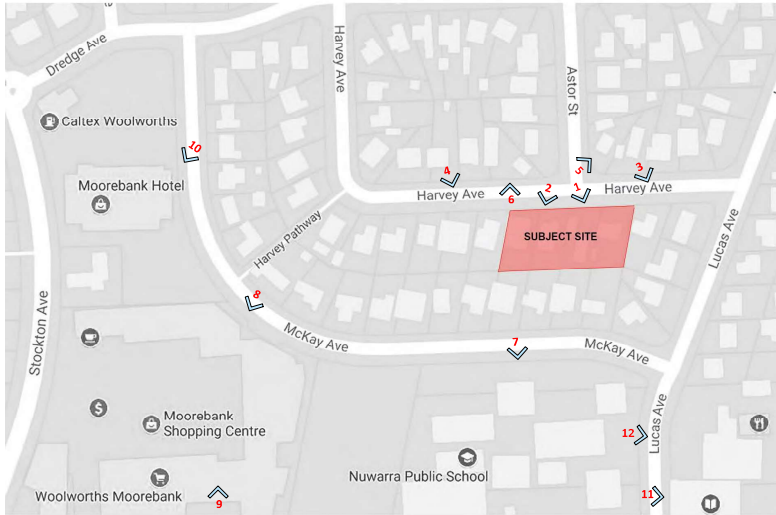 Dredge Ave
Harvey Ave
Astor St
Caltex Woolworths
10
4
5
3
Moorebank Hotel
2
1
Harvey Ave
6
Harvey Ave
SUBJECT SITE
Harvey Pathway
Lucas Ave
8
Stockton Ave
McKay Ave
7
McKay Ave
$
Moorebank
Shopping Centre
Lucas Ave
12
Nuwarra Public School
Woolworths Moorebank
9
11